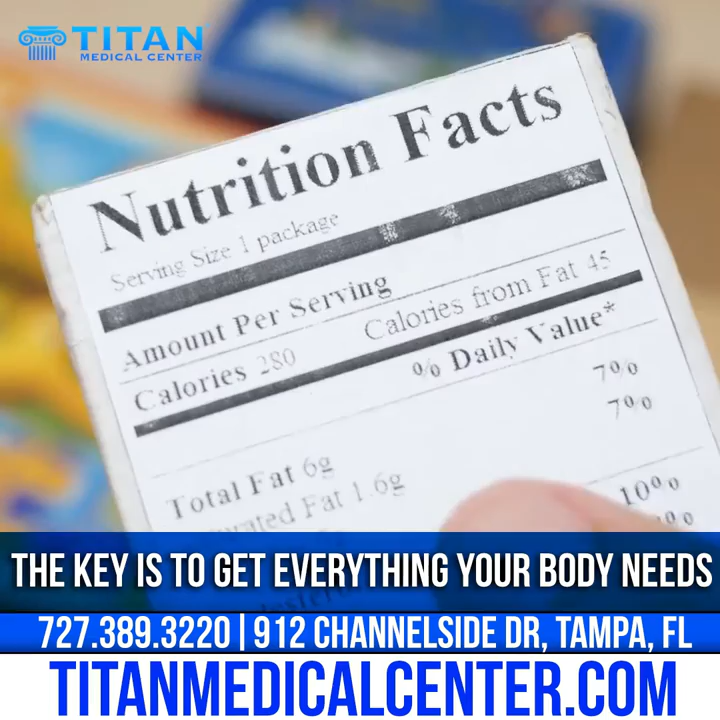 TITAN
MEDICAL CENTER
Nutrition Facts
Serving Size 1 package
Amount Per Serving
Calories 280 Calories from Fat 45
% Daily Value*
Total Fat 6g 7%
Fat 1.6g 7%
10%
THE KEY IS TO GET EVERYTHING YOUR BODY NEEDS
727.389.3220 | 912 CHANNELSIDE DR, TAMPA, FL
TITANMEDICALCENTER.COM